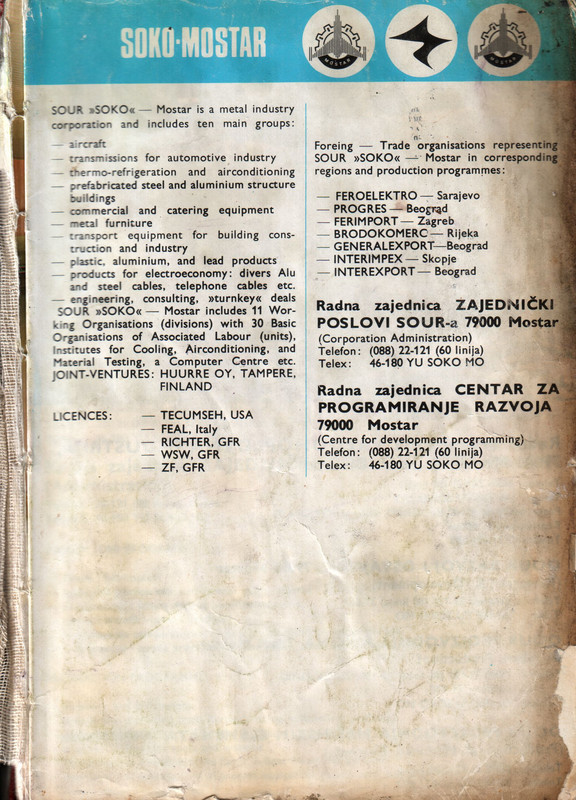 SOKO-MOSTAR
MOSTAR
MOSTAR
SOUR »SOKO« — Mostar is a metal industry
corporation and includes ten main groups:
— aircraft
— transmissions for automotive industry
— thermo-refrigeration and airconditioning
— prefabricated steel and aluminium structure
buildings
— commercial and catering equipment
— metal furniture
— transport equipment for building cons-
truction and industry
— plastic, aluminium, and lead products
— products for electroeconomy: divers Alu
and steel cables, telephone cables etc.
— engineering, consulting, »turnkey« deals
SOUR »SOKO« — Mostar includes 11 Wor-
king Organisations (divisions) with 30 Basic
Organisations of Associated Labour (units),
Institutes for Cooling, Airconditioning, and
Material Testing, a Computer Centre etc.
JOINT-VENTURES: HUURRE OY, TAMPERE,
FINLAND
LICENCES: — TECUMSEH, USA
— FEAL, Italy
— RICHTER, GFR
— WSW, GFR
— ZF, GFR
Foreing — Trade organisations representing
SOUR »SOKO« — Mostar in corresponding
regions and production programmes:
— FEROELEKTRO — Sarajevo
— PROGRES — Beograd
— FERIMPORT — Zagreb
— BRODOKOMERC — Rijeka
— GENERALEXPORT—Beograd
— INTERIMPEX — Skopje
— INTEREXPORT — Beograd
Radna zajednica ZAJEDNIČKI
POSLOVI SOUR-a 79000 Mostar
(Corporation Administration)
Telefon: (088) 22-121 (60 linija)
Telex: 46-180 YU SOKO MO
Radna zajednica CENTAR ZA
PROGRAMIRANJE RAZVOJA
79000 Mostar
(Centre for development programming)
Telefon: (088) 22-121 (60 linija)
Telex: 46-180 YU SOKO MO